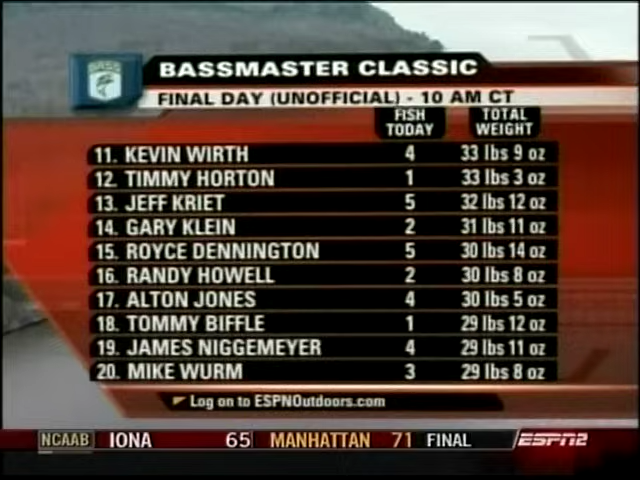 BASS
BASSMASTER CLASSIC
FINAL DAY (UNOFFICIAL) - 10 AM CT
FISH TODAY TOTAL WEIGHT
11. KEVIN WIRTH 4 33 lbs 9 oz
12. TIMMY HORTON 1 33 lbs 3 oz
13. JEFF KRIET 5 32 lbs 12 oz
14. GARY KLEIN 2 31 lbs 11 oz
15. ROYCE DENNINGTON 5 30 lbs 14 oz
16. RANDY HOWELL 2 30 lbs 8 oz
17. ALTON JONES 4 30 lbs 5 oz
18. TOMMY BIFFLE 1 29 lbs 12 oz
19. JAMES NIGGEMEYER 4 29 lbs 11 oz
20. MIKE WURM 3 29 lbs 8 oz
Log on to ESPNOutdoors.com
NCAAB IONA 65 MANHATTAN 71 FINAL ESPN2